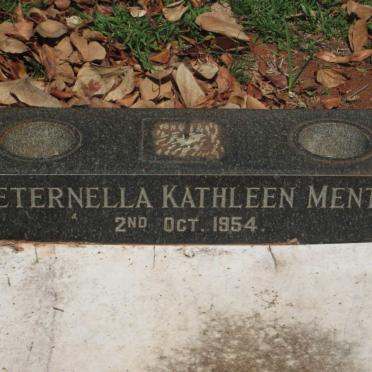 ETERNELLA KATHLEEN MENT
2ND OCT. 1954.